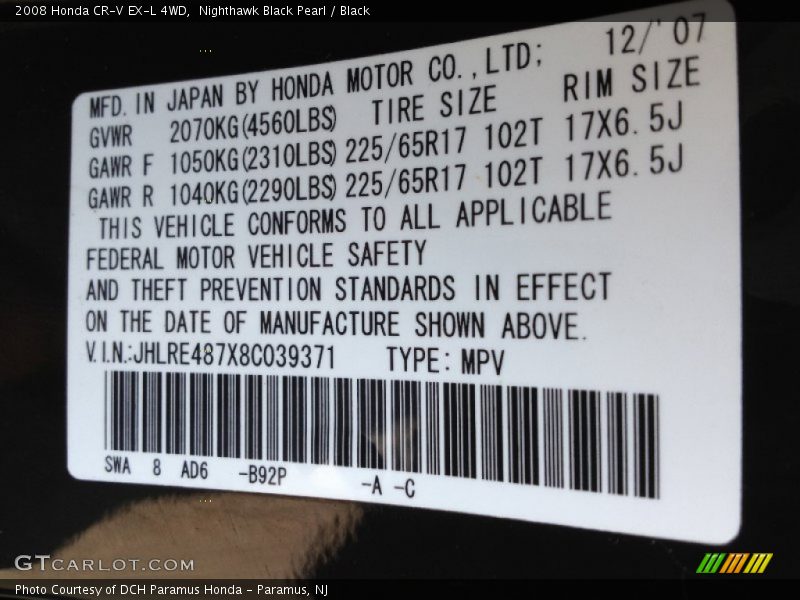 2008 Honda CR-V EX-L 4WD,  Nighthawk Black Pearl / Black
12/'07
MFD. IN JAPAN BY HONDA MOTOR CO.,LTD;
GVWR 2070KG(4560LBS) TIRE SIZE RIM SIZE
GAWR F 1050KG(2310LBS) 225/65R17 102T 17X6.5J
GAWR R 1040KG(2290LBS) 225/65R17 102T 17X6.5J
THIS VEHICLE CONFORMS TO ALL APPLICABLE
FEDERAL MOTOR VEHICLE SAFETY
AND THEFT PREVENTION STANDARDS IN EFFECT
ON THE DATE OF MANUFACTURE SHOWN ABOVE.
V.I.N.:JHLRE487X8C039371 TYPE: MPV
SWA 8 AD6 -B92P -A -C
GTCARLOT.COM
Photo Courtesy of DCH Paramus Honda - Paramus, NJ